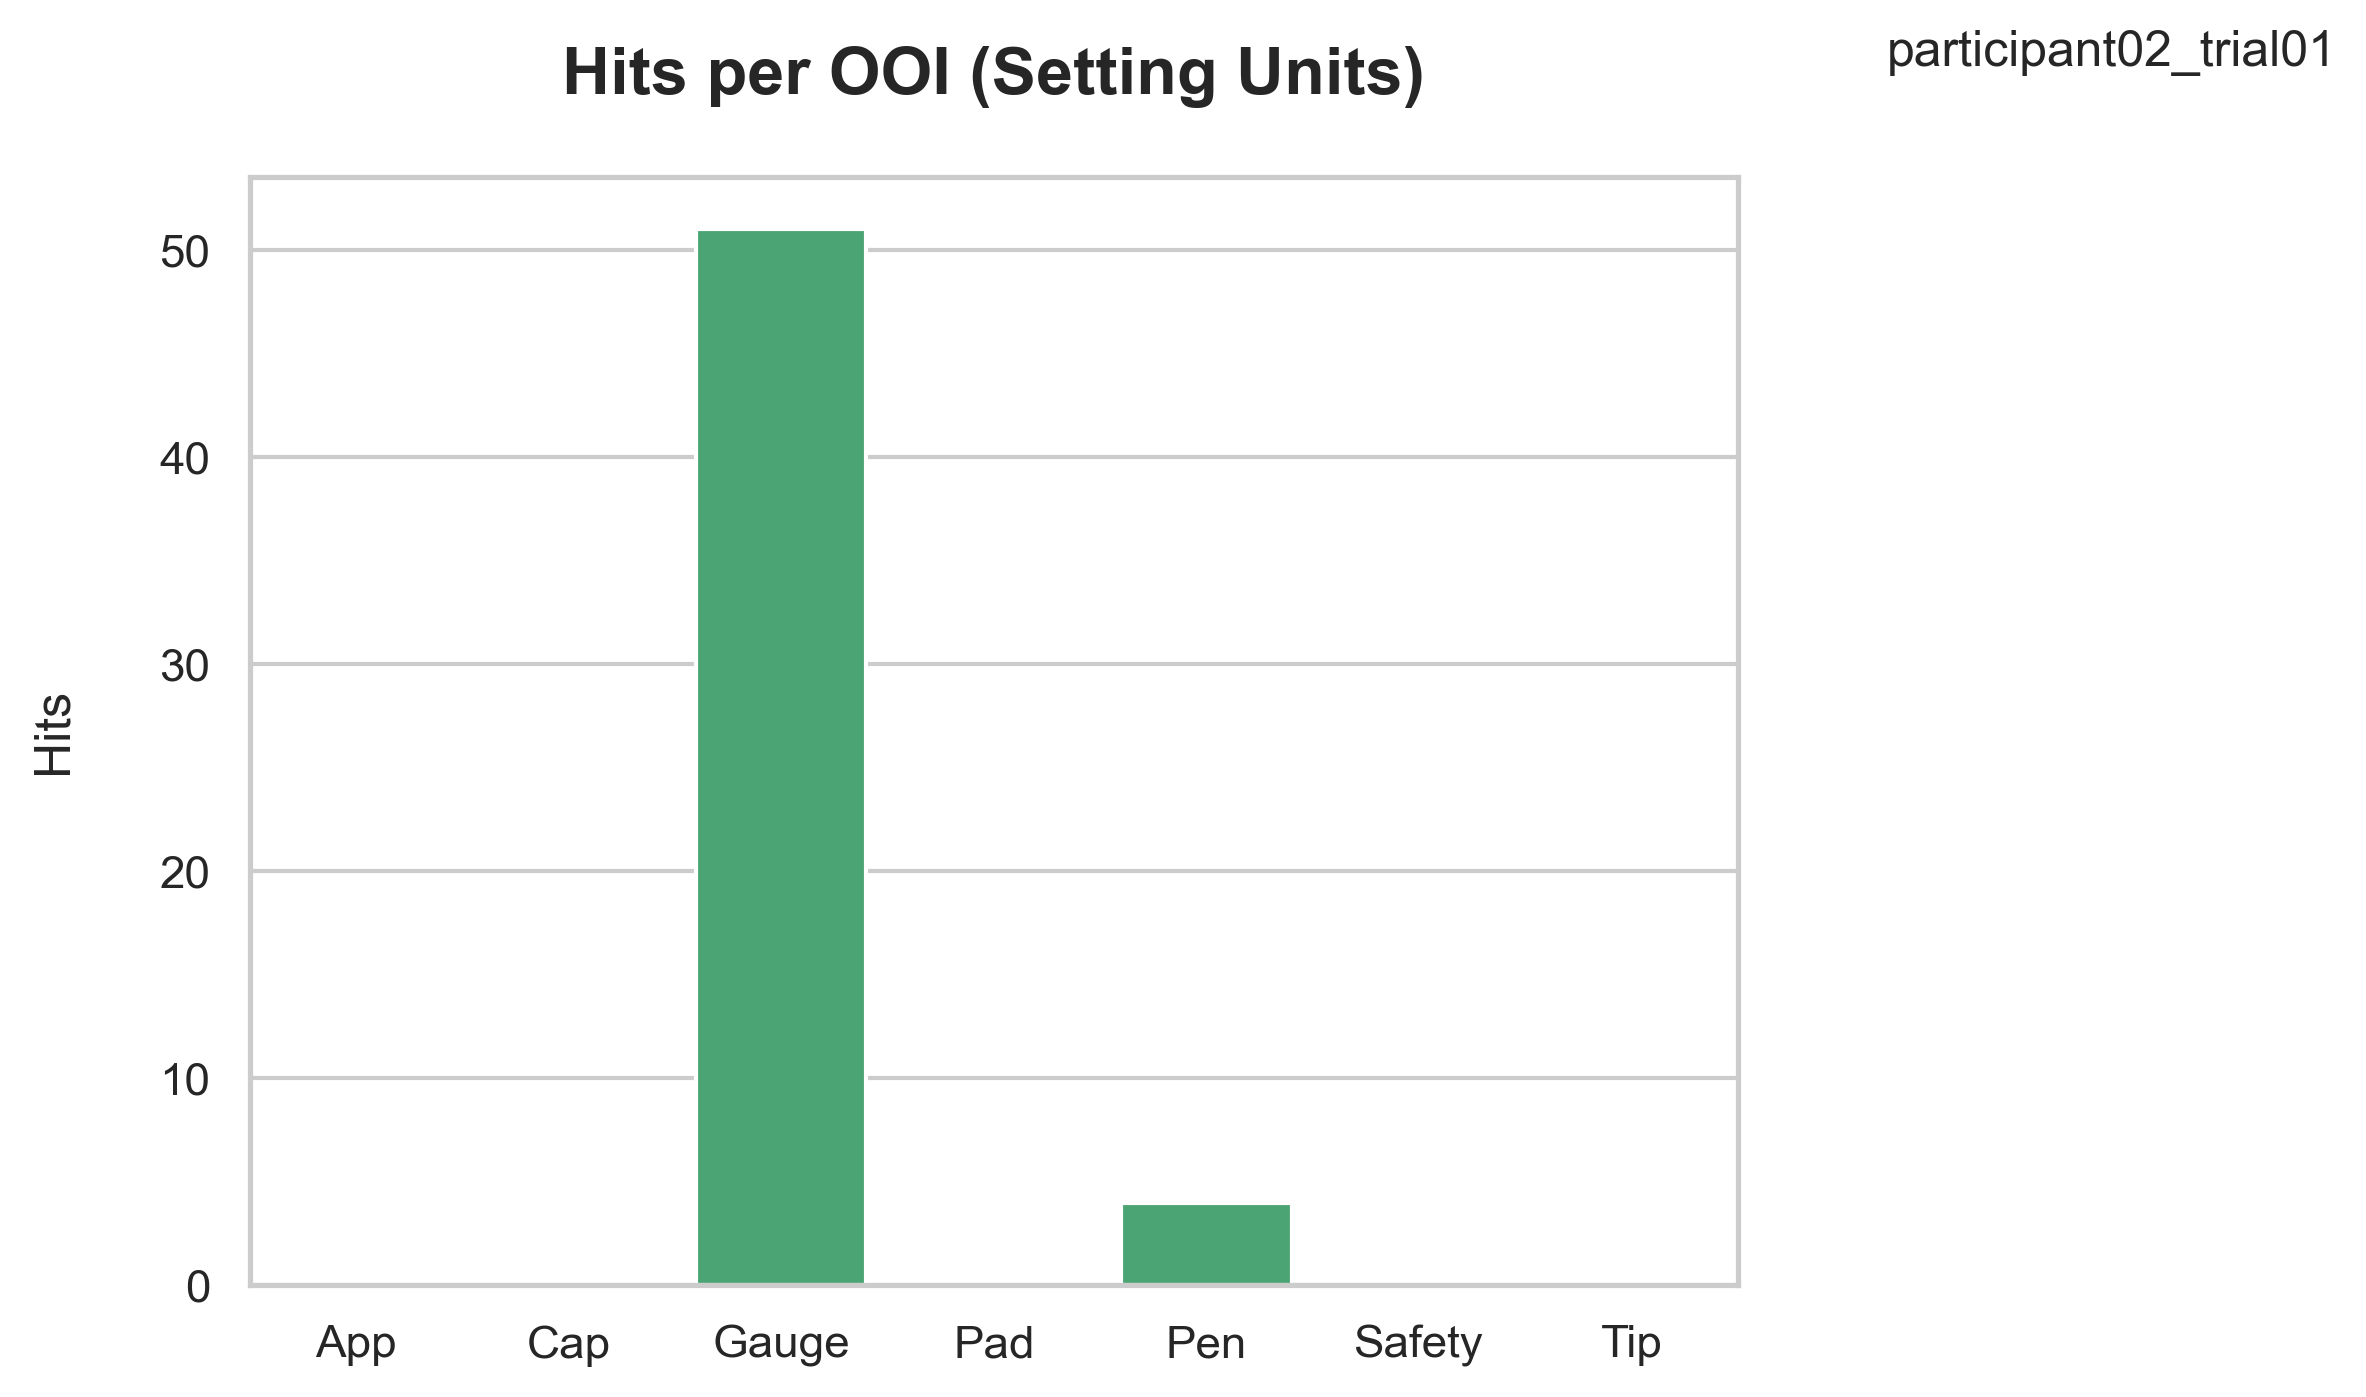 Hits per OOI (Setting Units)
participant02_trial01
Hits
50
40
30
20
10
0
App Cap Gauge Pad Pen Safety Tip